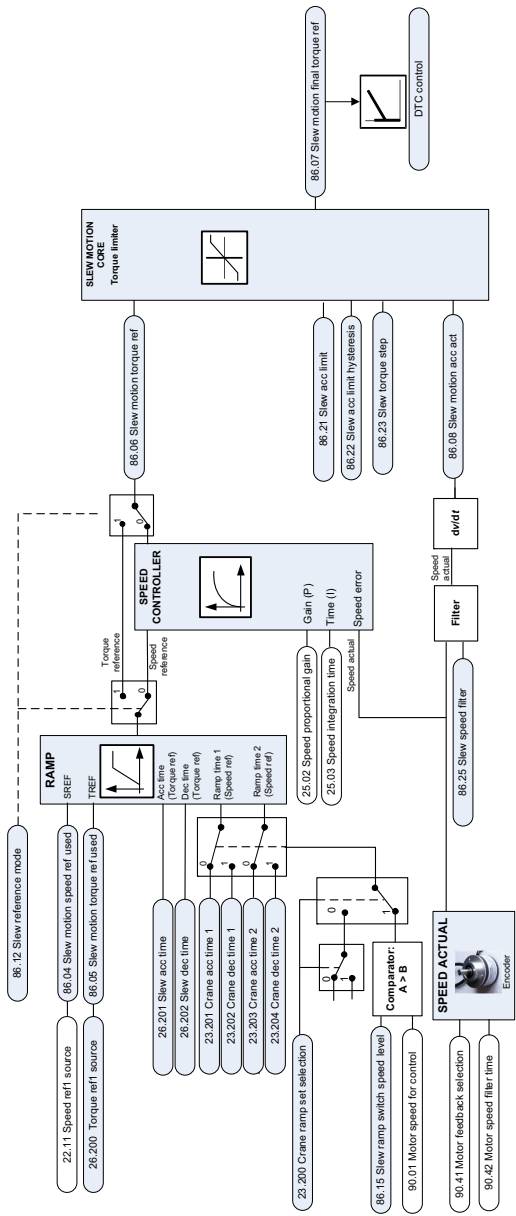 86.12 Slew reference mode
22.11 Speed ref1 source
86.04 Slew motion speed ref used
26.200 Torque ref1 source
86.05 Slew motion torque ref used
RAMP
SREF
TREF
26.201 Slew acc time
26.202 Slew dec time
Acc time
(Torque ref)
Dec time
(Torque ref)
23.201 Crane acc time 1
23.202 Crane dec time 1
23.203 Crane acc time 2
23.204 Crane dec time 2
0
1
0
1
Ramp time 1
(Speed ref)
Ramp time 2
(Speed ref)
23.200 Crane ramp set selection
0
1
0
1
86.15 Slew ramp switch speed level
90.01 Motor speed for control
Comparator:
A > B
90.41 Motor feedback selection
90.42 Motor speed filter time
SPEED ACTUAL
Encoder
1
0
Torque
reference
Speed
reference
1
0
SPEED
CONTROLLER
25.02 Speed proportional gain
25.03 Speed integration time
Gain (P)
Time (I)
Speed actual
Speed error
86.25 Slew speed filter
Filter
Speed
actual
dv/dt
86.06 Slew motion torque ref
86.21 Slew acc limit
86.22 Slew acc limit hysteresis
86.23 Slew torque step
86.08 Slew motion acc act
SLEW MOTION
CORE
Torque limiter
86.07 Slew motion final torque ref
DTC control